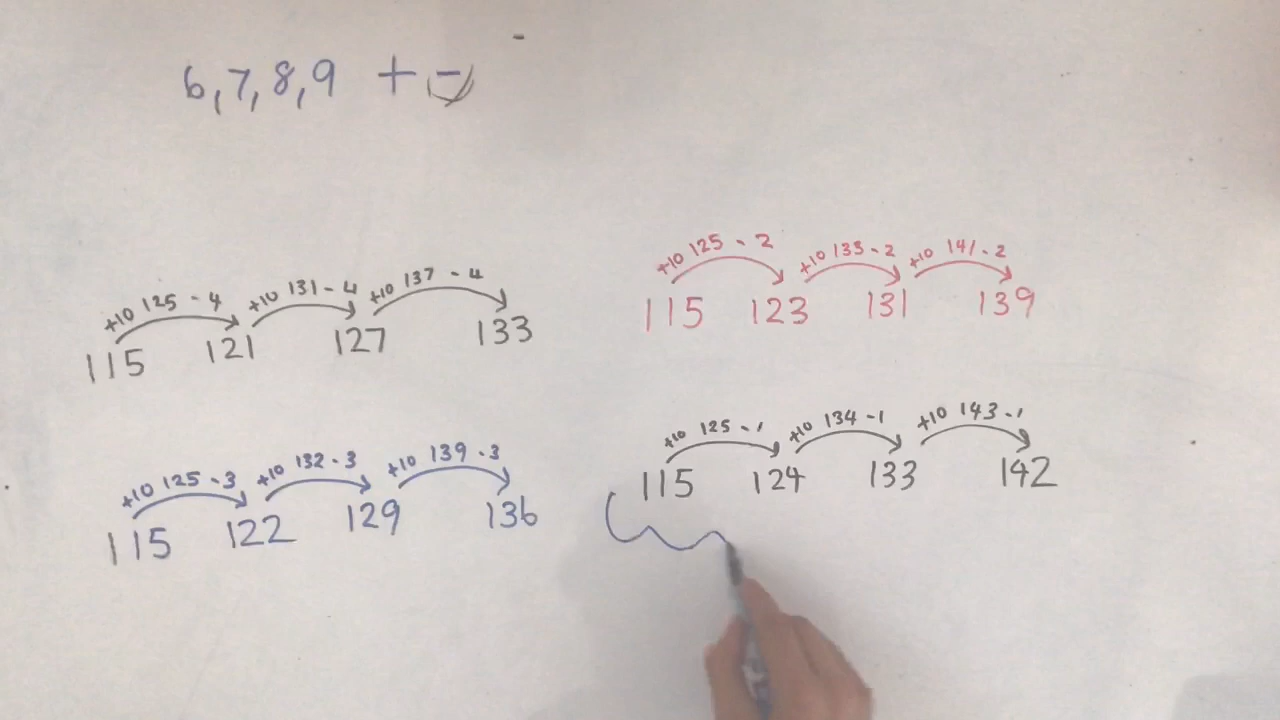 6,7,8,9 + -
+10 125 - 4 +10 131 - 4 +10 137 - 4
115 121 127 133
+10 125 - 2 +10 133 - 2 +10 141 - 2
115 123 131 139
+10 125 - 3 +10 132 - 3 +10 139 - 3
115 122 129 136
+10 125 - 1 +10 134 - 1 +10 143 - 1
115 124 133 142